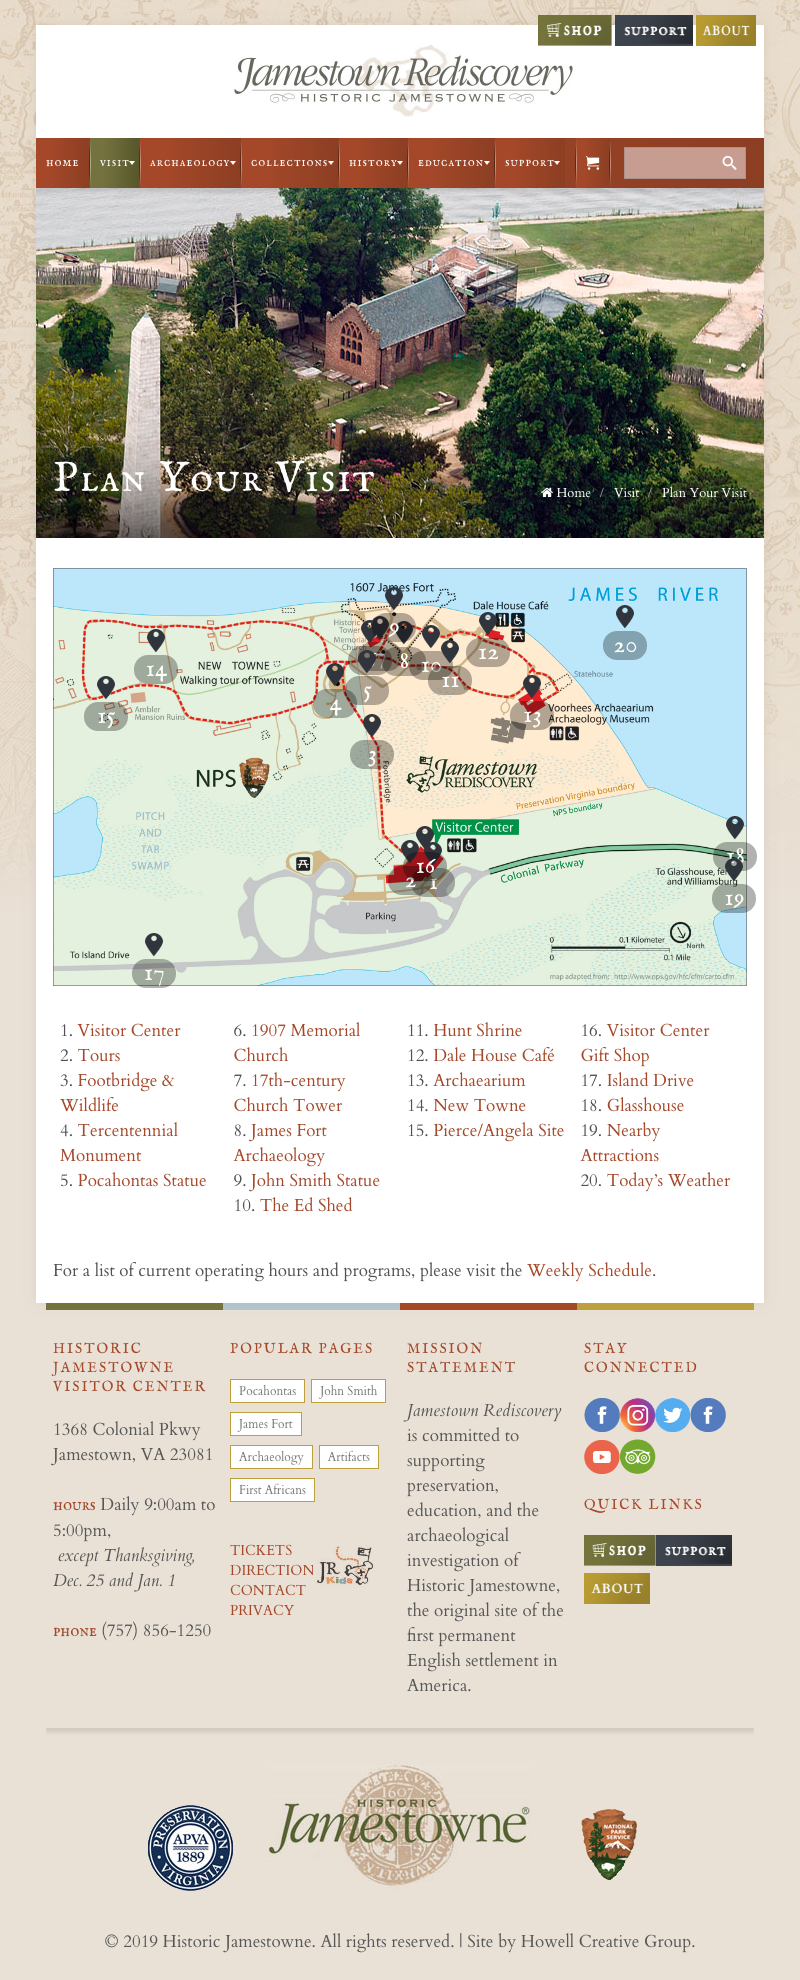 SHOP SUPPORT ABOUT
Jamestown Rediscovery
HISTORIC JAMESTOWNE
HOME VISIT ARCHAEOLOGY COLLECTIONS HISTORY EDUCATION SUPPORT
Plan Your Visit
Home / Visit / Plan Your Visit
1607 James Fort
JAMES RIVER
Dale House Café
Historic
Tower
Memorial
Church
9
8
10
11
12
20
14
NEW TOWNE
Walking tour of Townsite
Statehouse
4
5
15
Ambler
Mansion Ruins
13
Voorhees Archaearium
Archaeology Museum
3
Footbridge
NPS
Jamestown
REDISCOVERY
Preservation Virginia boundary
NPS boundary
PITCH
AND
TAR
SWAMP
Visitor Center
16
2
1
Colonial Parkway
18
To Glasshouse,
and Williamsburg
19
Parking
To Island Drive
17
0 0.1 Kilometer
North
0 0.1 Mile
map adapted from: http://www.nps.gov/hfc/cfm/carto.cfm
1. Visitor Center
2. Tours
3. Footbridge &
Wildlife
4. Tercentennial
Monument
5. Pocahontas Statue
6. 1907 Memorial
Church
7. 17th-century
Church Tower
8. James Fort
Archaeology
9. John Smith Statue
10. The Ed Shed
11. Hunt Shrine
12. Dale House Café
13. Archaearium
14. New Towne
15. Pierce/Angela Site
16. Visitor Center
Gift Shop
17. Island Drive
18. Glasshouse
19. Nearby
Attractions
20. Today's Weather
For a list of current operating hours and programs, please visit the Weekly Schedule.
HISTORIC
JAMESTOWNE
VISITOR CENTER
1368 Colonial Pkwy
Jamestown, VA 23081
HOURS Daily 9:00am to
5:00pm,
except Thanksgiving,
Dec. 25 and Jan. 1
PHONE (757) 856-1250
POPULAR PAGES
Pocahontas John Smith
James Fort
Archaeology Artifacts
First Africans
TICKETS
DIRECTION
CONTACT
PRIVACY
JR
Kids
MISSION
STATEMENT
Jamestown Rediscovery
is committed to
supporting
preservation,
education, and the
archaeological
investigation of
Historic Jamestowne,
the original site of the
first permanent
English settlement in
America.
STAY
CONNECTED
QUICK LINKS
SHOP SUPPORT
ABOUT
PRESERVATION
APVA
1889
VIRGINIA
HISTORIC
Jamestowne®
NATIONAL
PARK
SERVICE
© 2019 Historic Jamestowne. All rights reserved. | Site by Howell Creative Group.